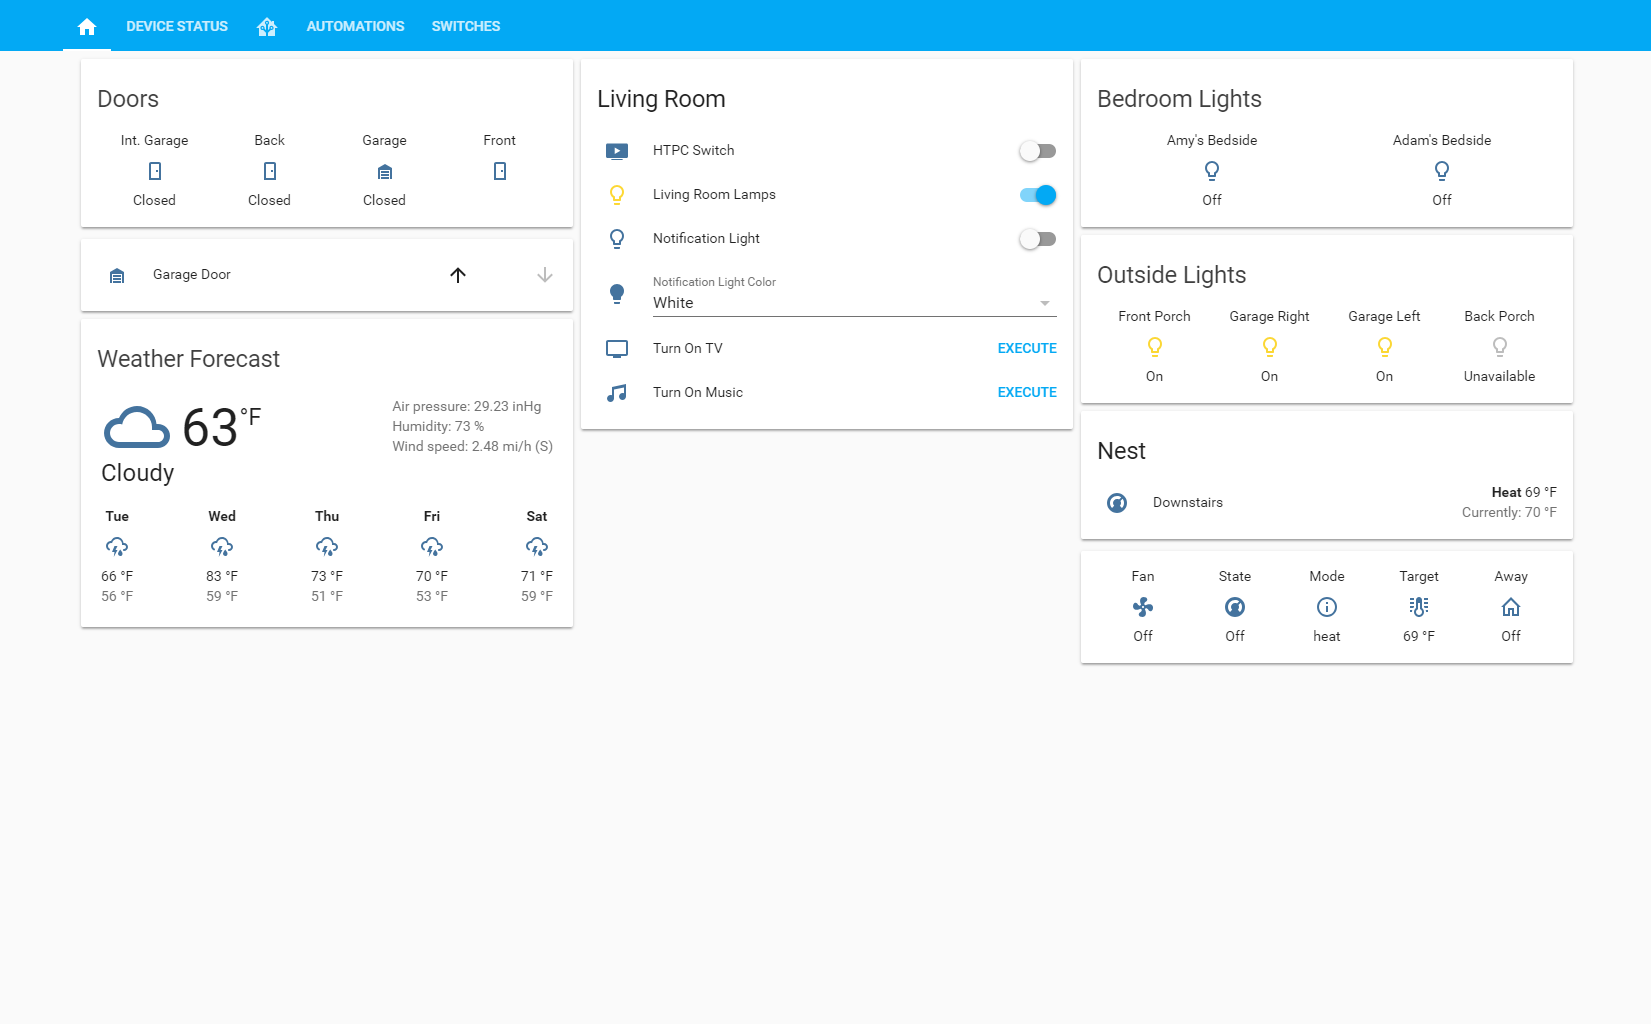 DEVICE STATUS AUTOMATIONS SWITCHES
Doors
Int. Garage Back Garage Front
Closed Closed Closed
Garage Door
Weather Forecast
63 °F
Cloudy
Air pressure: 29.23 inHg
Humidity: 73 %
Wind speed: 2.48 mi/h (S)
Tue Wed Thu Fri Sat
66 °F 83 °F 73 °F 70 °F 71 °F
56 °F 59 °F 51 °F 53 °F 59 °F
Living Room
HTPC Switch
Living Room Lamps
Notification Light
Notification Light Color
White
Turn On TV EXECUTE
Turn On Music EXECUTE
Bedroom Lights
Amy's Bedside Adam's Bedside
Off Off
Outside Lights
Front Porch Garage Right Garage Left Back Porch
On On On Unavailable
Nest
Downstairs
Heat 69 °F
Currently: 70 °F
Fan State Mode Target Away
Off Off heat 69 °F Off